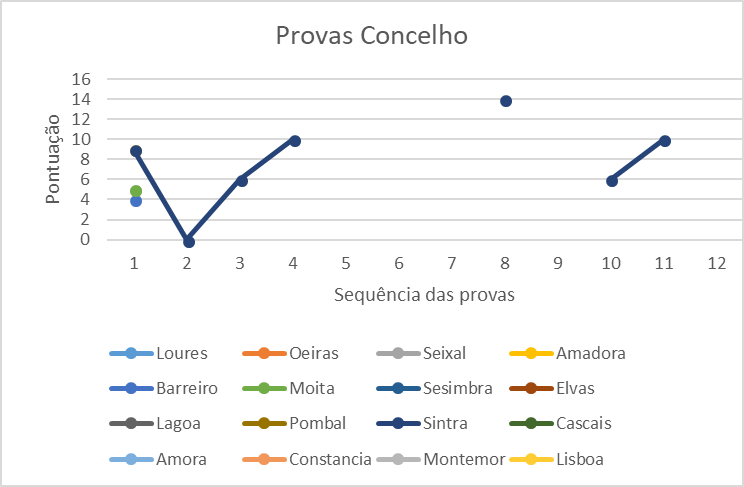 Provas Concelho
16
14
12
10
8
6
4
2
0
Pontuação
1 2 3 4 5 6 7 8 9 10 11 12
Sequência das provas
Loures Oeiras Seixal Amadora
Barreiro Moita Sesimbra Elvas
Lagoa Pombal Sintra Cascais
Amora Constancia Montemor Lisboa